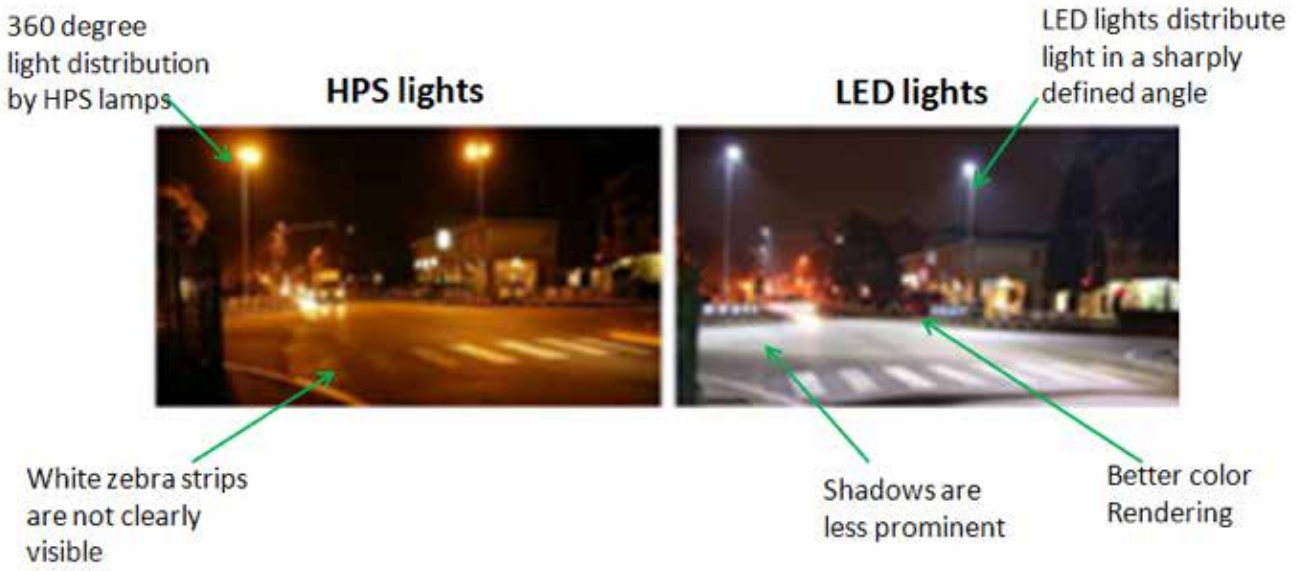 360 degree
light distribution
by HPS lamps
HPS lights
LED lights
LED lights distribute
light in a sharply
defined angle
White zebra strips
are not clearly
visible
Shadows are
less prominent
Better color
Rendering